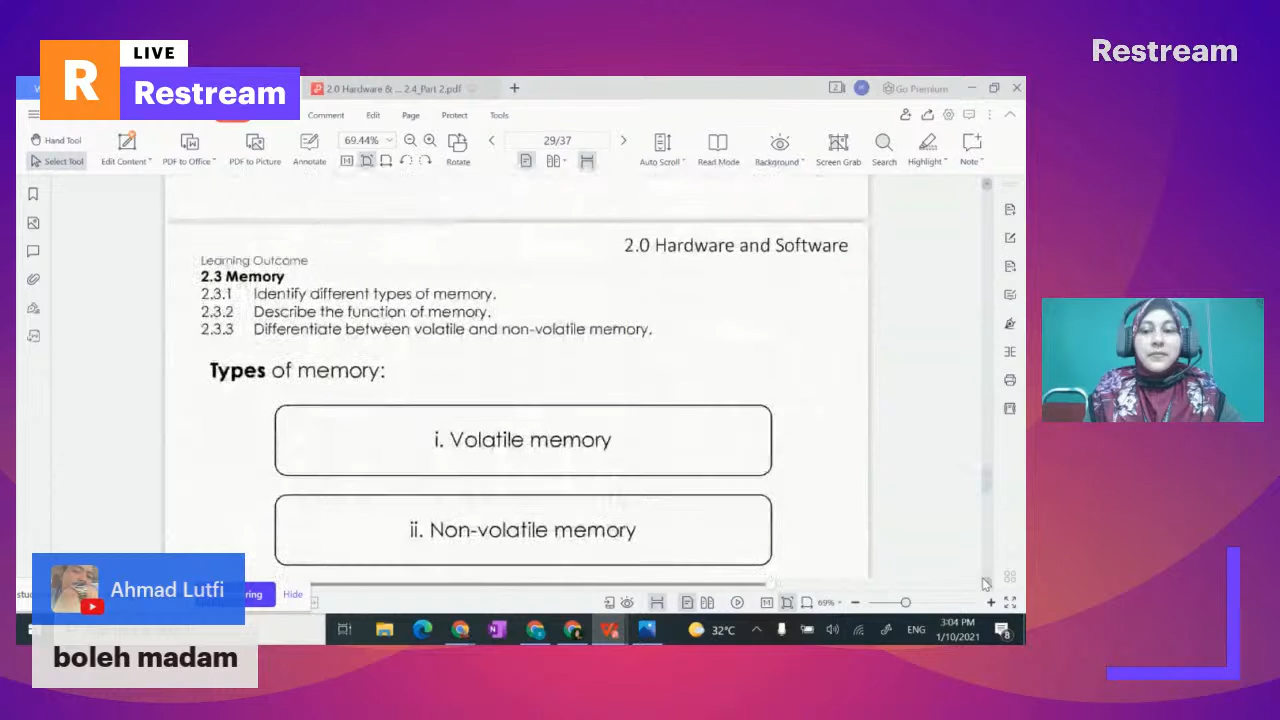 R
LIVE
Restream
Restream
2.0 Hardware & ... 2.4_Part 2.pdf
+
2
Go Premium
Comment
Edit
Page
Protect
Tools
Hand Tool
Select Tool
Edit Content
PDF to Office
PDF to Picture
Annotate
69.44%
Rotate
29/37
Auto Scroll
Read Mode
Background
Screen Grab
Search
Highlight
Note
2.0 Hardware and Software
Learning Outcome
2.3 Memory
2.3.1 Identify different types of memory.
2.3.2 Describe the function of memory.
2.3.3 Differentiate between volatile and non-volatile memory.
Types of memory:
i. Volatile memory
ii. Non-volatile memory
Hide
69%
32°C
ENG
3:04 PM
1/10/2021
8
Ahmad Lutfi
boleh madam